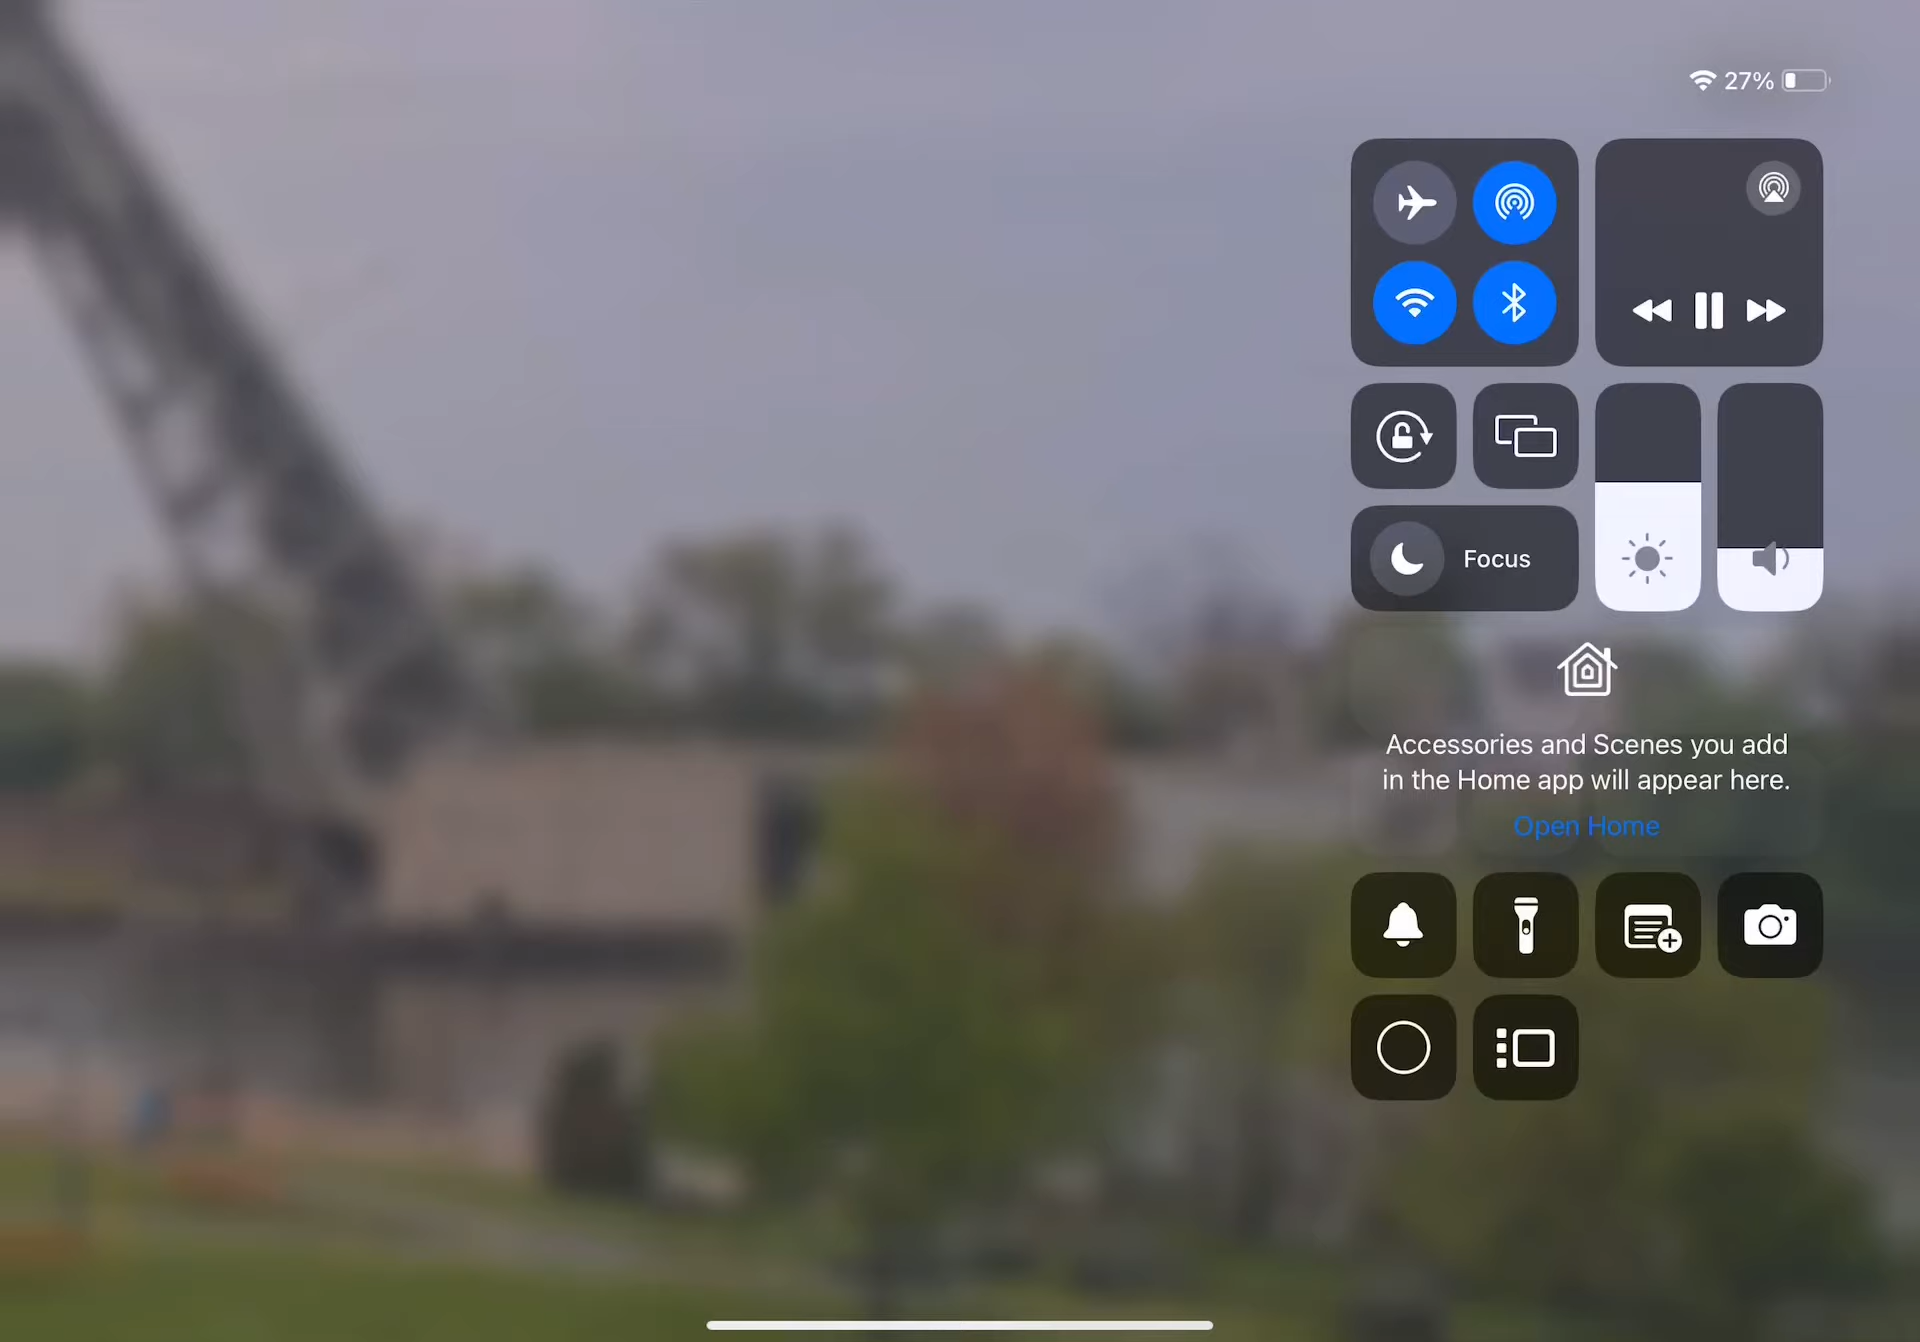 27%
Focus
Accessories and Scenes you add
in the Home app will appear here.
Open Home